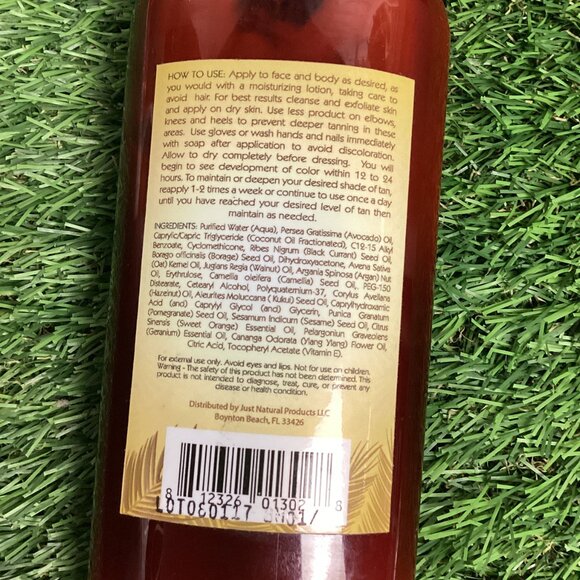 HOW TO USE: Apply to face and body as desired, as
you would with a moisturizing lotion, taking care to
avoid hair. For best results cleanse and exfoliate skin
and apply on dry skin. Use less product on elbows,
knees and heels to prevent deeper tanning in these
areas. Use gloves or wash hands and nails immediately
with soap after application to avoid discoloration.
Allow to dry completely before dressing. You will
begin to see development of color within 12 to 24
hours. To maintain or deepen your desired shade of tan,
reapply 1-2 times a week or continue to use once a day
until you have reached your desired level of tan then
maintain as needed.
INGREDIENTS: Purified Water (Aqua), Persea Gratissima (Avocado) Oil,
Caprylic/Capric Triglyceride (Coconut Oil Fractionated), C12-15 Alkyl
Benzoate, Cyclomethicone, Ribes Nigrum (Black Currant) Seed Oil,
Borago officinalis (Borage) Seed Oil, Dihydroxyacetone, Avena Sativa
(Oat) Kernel Oil, Juglans Regia (Walnut) Oil, Argania Spinosa (Argan) Nut
Oil, Erythrulose, Camellia oleifera (Camellia) Seed Oil, PEG-150
Distearate, Cetearyl Alcohol, Polyquaternium-37, Corylus Avellana
(Hazelnut) Oil, Aleurites Moluccana (Kukui) Seed Oil, Caprylhydroxamic
Acid (and) Caprylyl Glycol (and) Glycerin, Punica Granatum
(Pomegranate) Seed Oil, Sesamum Indicum (Sesame) Seed Oil, Citrus
Sinensis (Sweet Orange) Essential Oil, Pelargonium Graveolens
(Geranium) Essential Oil, Cananga Odorata (Ylang Ylang) Flower Oil,
Citric Acid, Tocopheryl Acetate (Vitamin E).
For external use only. Avoid eyes and lips. Not for use on children.
Warning - The safety of this product has not been determined. This
product is not intended to diagnose, treat, cure, or prevent any
disease or health condition.
Distributed by Just Natural Products LLC
Boynton Beach, FL 33426
8 12326 01302 8